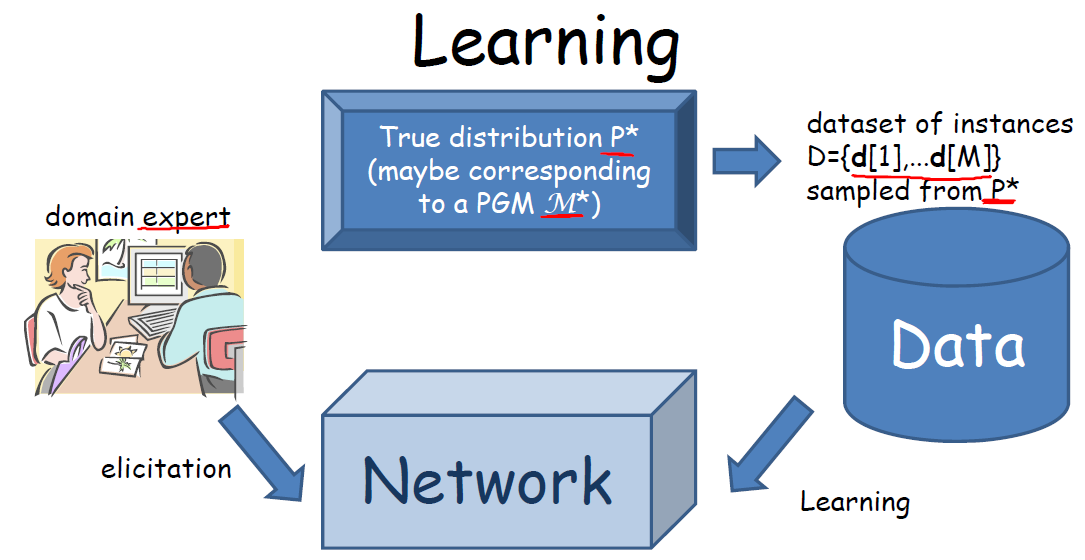 Learning
True distribution P*
(maybe corresponding
to a PGM ℳ*)
dataset of instances
D={d[1],...d[M]}
sampled from P*
domain expert
Data
Network
elicitation
Learning